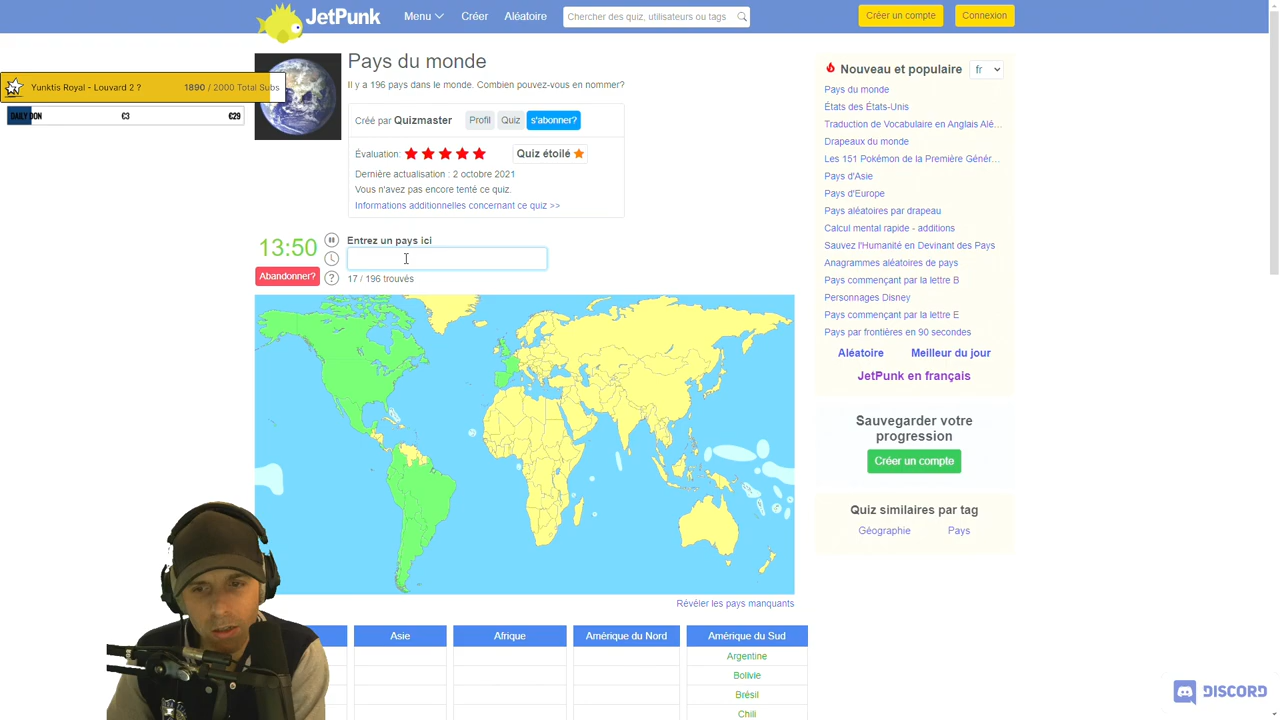 JetPunk
Menu
Créer
Aléatoire
Chercher des quiz, utilisateurs ou tags
Créer un compte
Connexion
Pays du monde
Il y a 196 pays dans le monde. Combien pouvez-vous en nommer?
Yunktis Royal - Louvard 2 ?
1890 / 2000 Total Subs
DAILY DON
€3
€29
Créé par Quizmaster
Profil
Quiz
s'abonner?
Évaluation:
Quiz étoilé
Dernière actualisation : 2 octobre 2021
Vous n'avez pas encore tenté ce quiz.
Informations additionnelles concernant ce quiz >>
13:50
Abandonner?
Entrez un pays ici
17 / 196 trouvés
Révéler les pays manquants
Asie
Afrique
Amérique du Nord
Amérique du Sud
Argentine
Bolivie
Brésil
Chili
Nouveau et populaire
fr
Pays du monde
États des États-Unis
Traduction de Vocabulaire en Anglais Alé...
Drapeaux du monde
Les 151 Pokémon de la Première Génér...
Pays d'Asie
Pays d'Europe
Pays aléatoires par drapeau
Calcul mental rapide - additions
Sauvez l'Humanité en Devinant des Pays
Anagrammes aléatoires de pays
Pays commençant par la lettre B
Personnages Disney
Pays commençant par la lettre E
Pays par frontières en 90 secondes
Aléatoire
Meilleur du jour
JetPunk en français
Sauvegarder votre
progression
Créer un compte
Quiz similaires par tag
Géographie
Pays
DISCORD